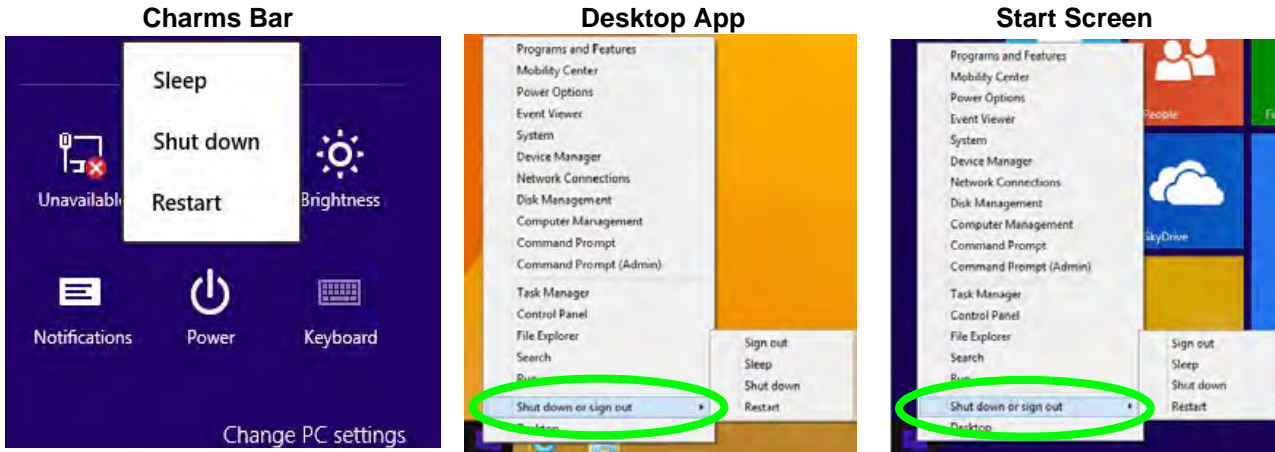 Charms Bar
Sleep
Shut down
Restart
Unavailabl
Brightness
Notifications
Power
Keyboard
Change PC settings
Desktop App
Programs and Features
Mobility Center
Power Options
Event Viewer
System
Device Manager
Network Connections
Disk Management
Computer Management
Command Prompt
Command Prompt (Admin)
Task Manager
Control Panel
File Explorer
Search
Run
Shut down or sign out
Desktop
Sign out
Sleep
Shut down
Restart
Start Screen
Programs and Features
Mobility Center
Power Options
Event Viewer
System
Device Manager
Network Connections
Disk Management
Computer Management
Command Prompt
Command Prompt (Admin)
Task Manager
Control Panel
File Explorer
Search
Run
Shut down or sign out
Desktop
Sign out
Sleep
Shut down
Restart
People
SkyDrive